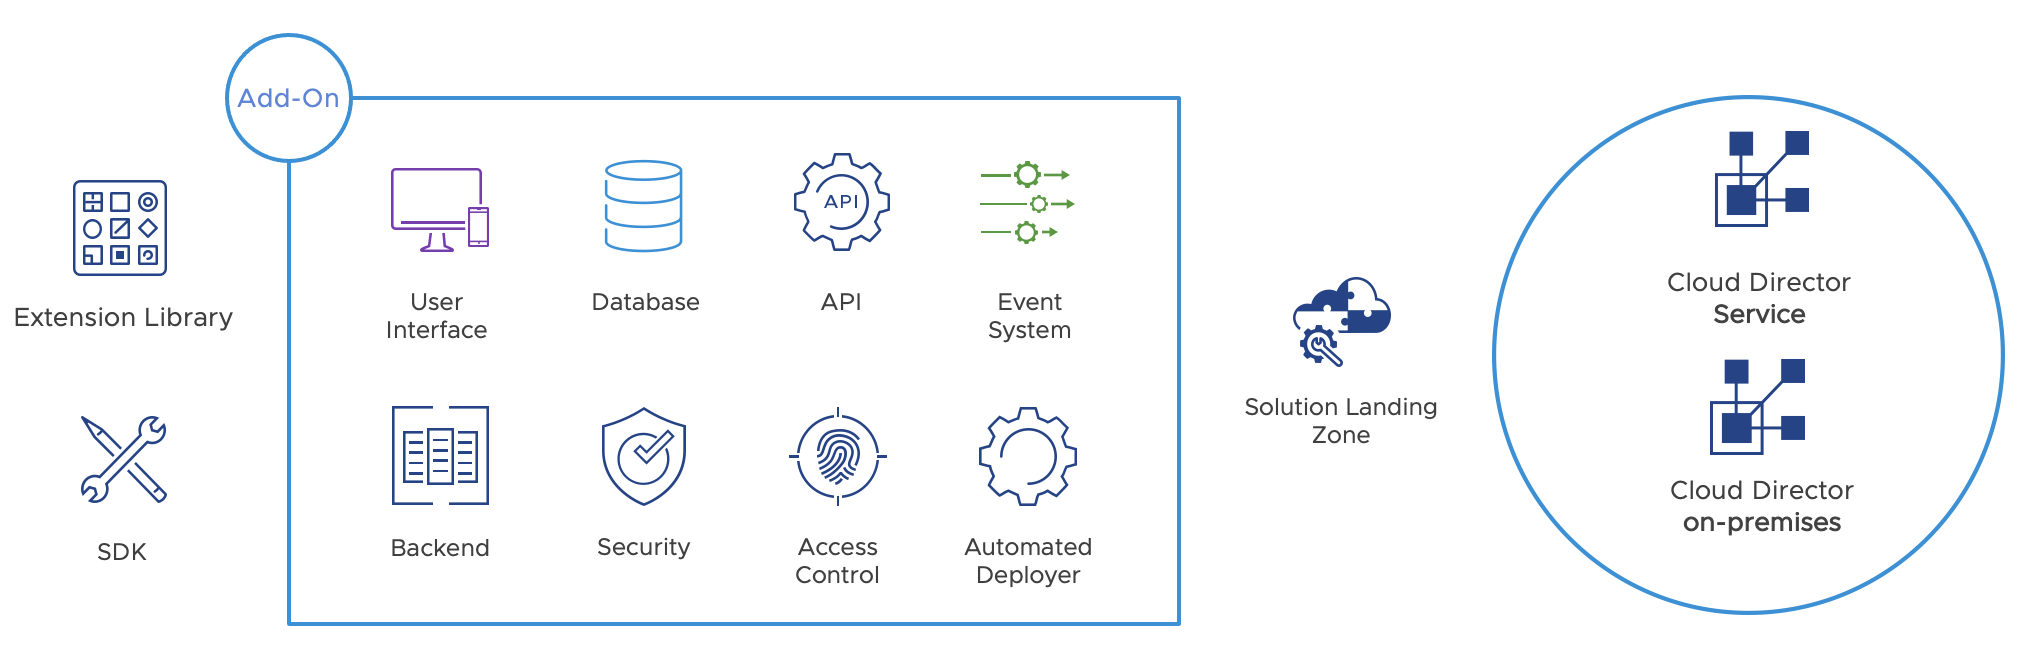 Add-On
Extension Library
SDK
User
Interface
Database
API
API
Event
System
Backend
Security
Access
Control
Automated
Deployer
Solution Landing
Zone
Cloud Director
Service
Cloud Director
on-premises